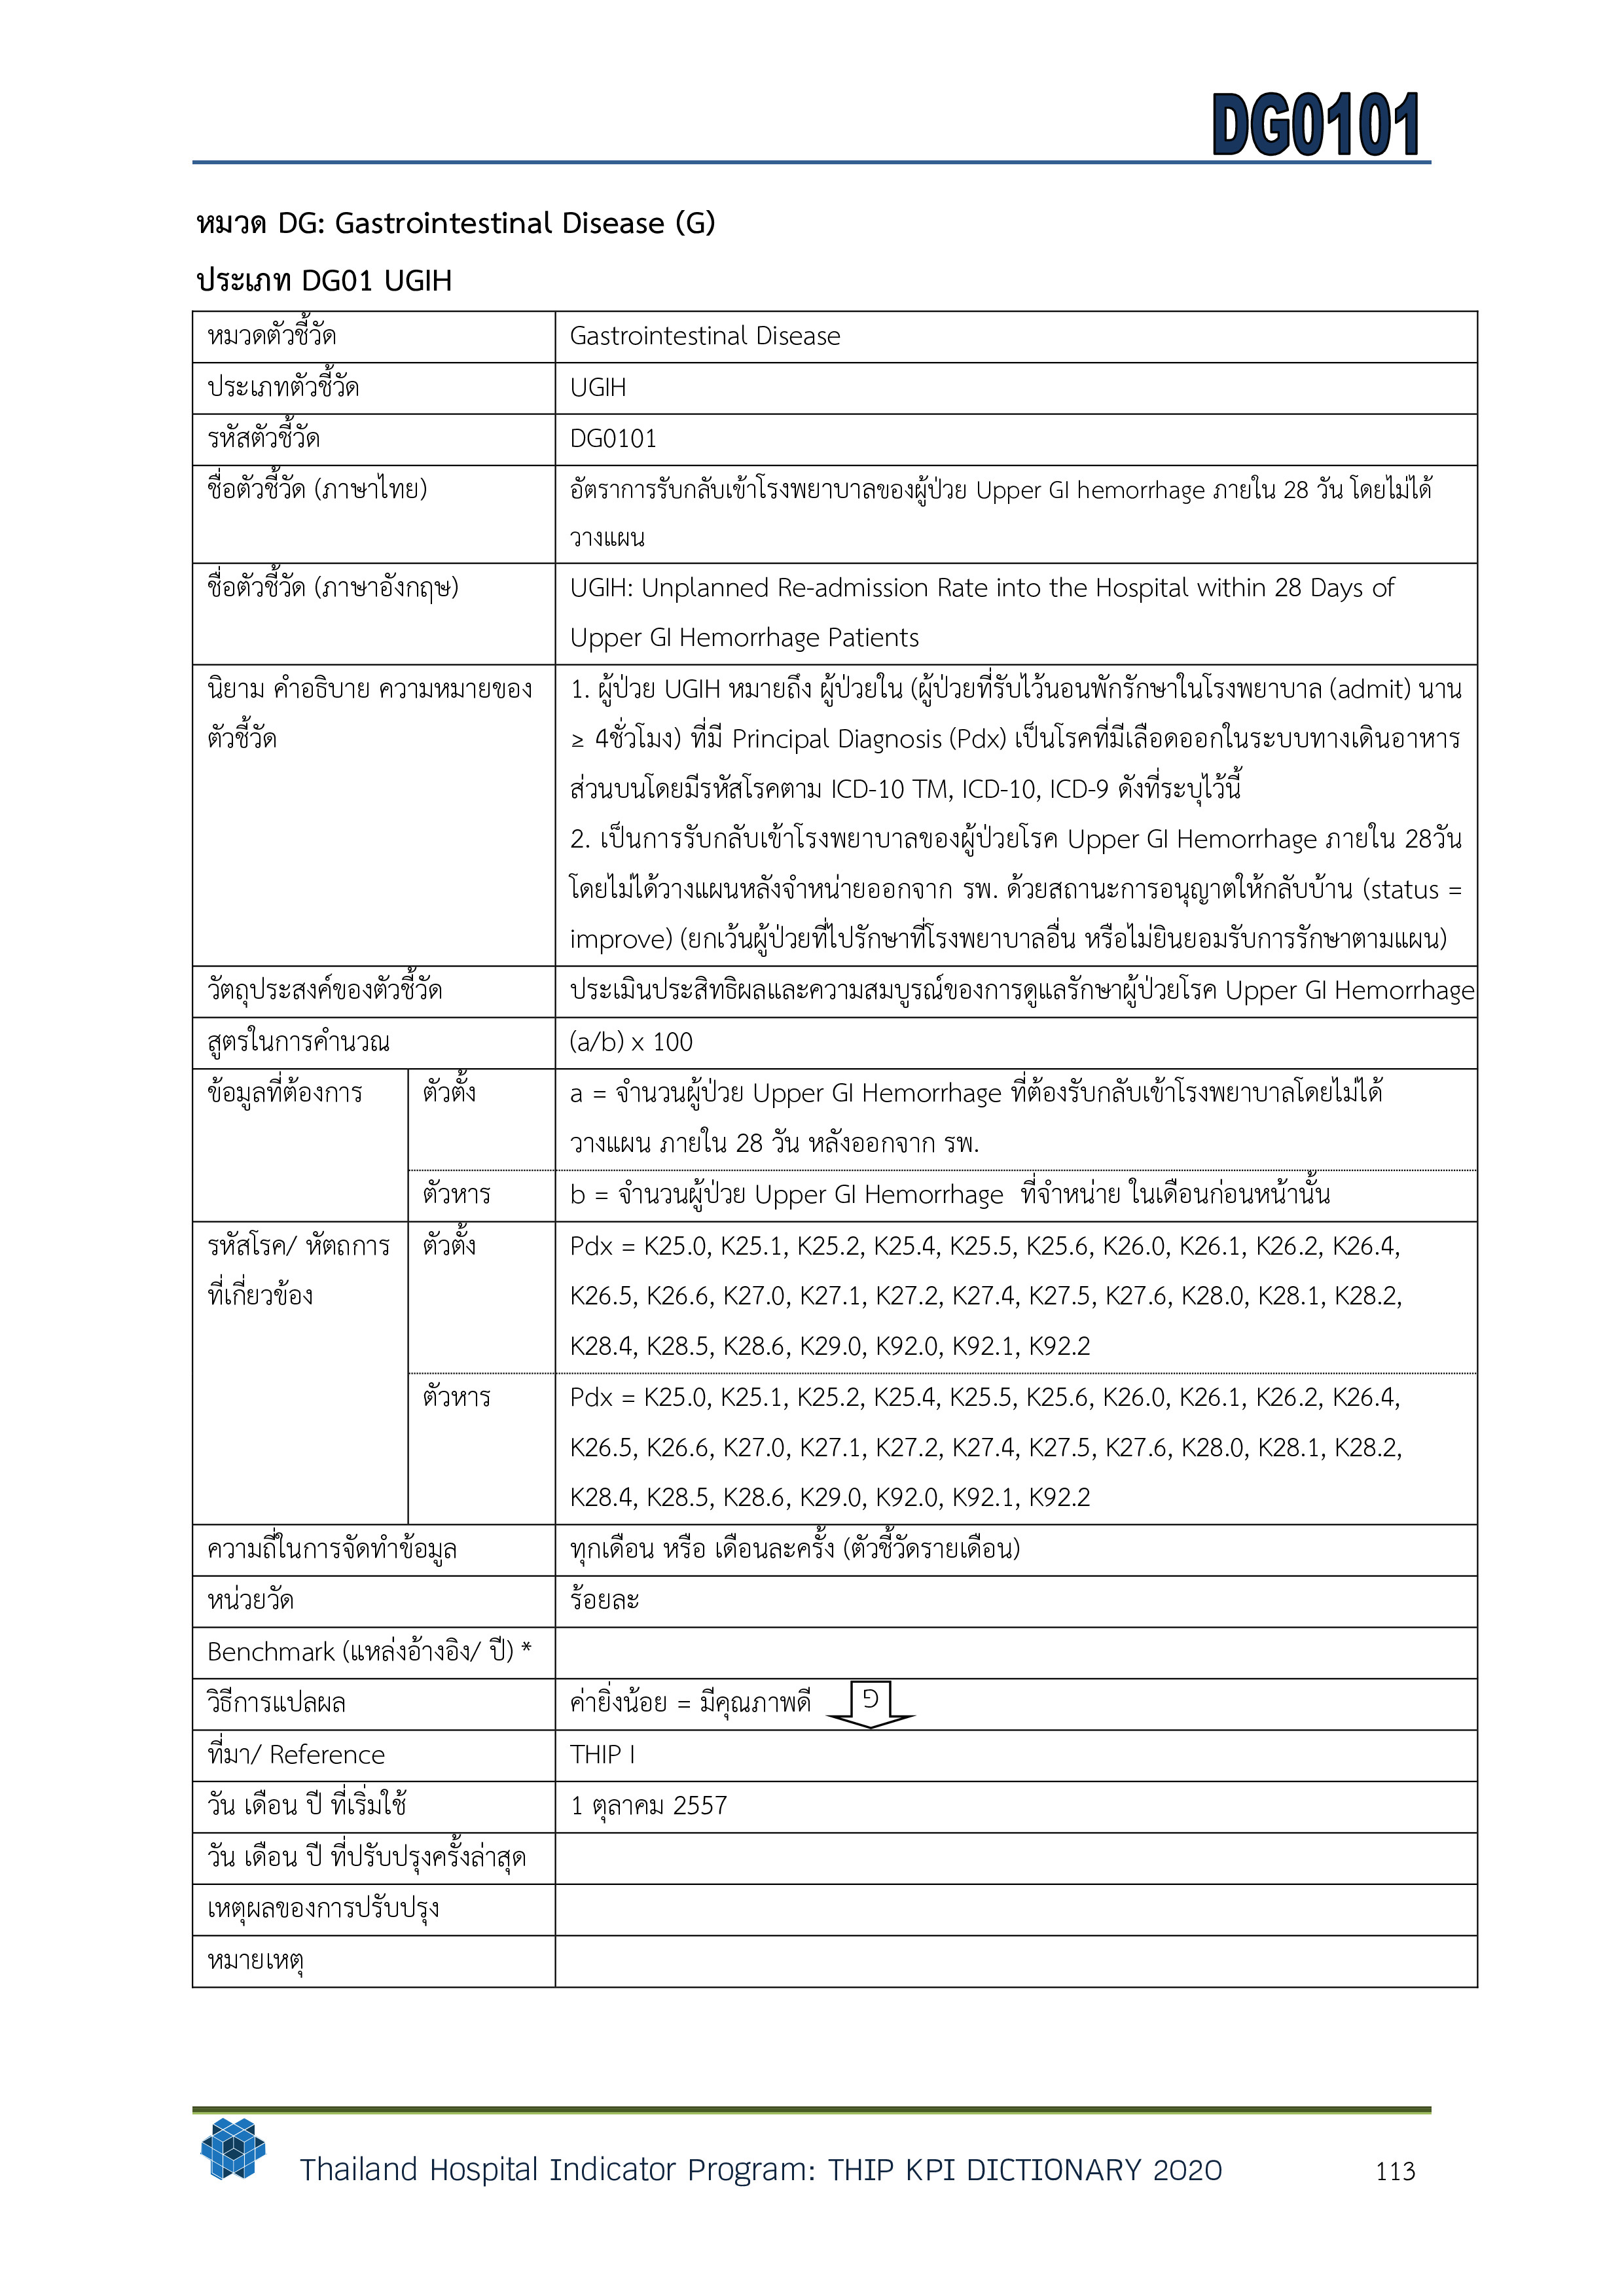 DG0101
หมวด DG: Gastrointestinal Disease (G)
ประเภท DG01 UGIH
หมวดตัวชี้วัด Gastrointestinal Disease
ประเภทตัวชี้วัด UGIH
รหัสตัวชี้วัด DG0101
ชื่อตัวชี้วัด (ภาษาไทย) อัตราการรับกลับเข้าโรงพยาบาลของผู้ป่วย Upper GI hemorrhage ภายใน 28 วัน โดยไม่ได้
วางแผน
ชื่อตัวชี้วัด (ภาษาอังกฤษ) UGIH: Unplanned Re-admission Rate into the Hospital within 28 Days of
Upper GI Hemorrhage Patients
นิยาม คำอธิบาย ความหมายของ 1. ผู้ป่วย UGIH หมายถึง ผู้ป่วยใน (ผู้ป่วยที่รับไว้นอนพักรักษาในโรงพยาบาล (admit) นาน
ตัวชี้วัด ≥ 4ชั่วโมง) ที่มี Principal Diagnosis (Pdx) เป็นโรคที่มีเลือดออกในระบบทางเดินอาหาร
ส่วนบนโดยมีรหัสโรคตาม ICD-10 TM, ICD-10, ICD-9 ดังที่ระบุไว้นี้
2. เป็นการรับกลับเข้าโรงพยาบาลของผู้ป่วยโรค Upper GI Hemorrhage ภายใน 28วัน
โดยไม่ได้วางแผนหลังจำหน่ายออกจาก รพ. ด้วยสถานะการอนุญาตให้กลับบ้าน (status =
improve) (ยกเว้นผู้ป่วยที่ไปรักษาที่โรงพยาบาลอื่น หรือไม่ยินยอมรับการรักษาตามแผน)
วัตถุประสงค์ของตัวชี้วัด ประเมินประสิทธิผลและความสมบูรณ์ของการดูแลรักษาผู้ป่วยโรค Upper GI Hemorrhage
สูตรในการคำนวณ (a/b) x 100
ข้อมูลที่ต้องการ ตัวตั้ง a = จำนวนผู้ป่วย Upper GI Hemorrhage ที่ต้องรับกลับเข้าโรงพยาบาลโดยไม่ได้
วางแผน ภายใน 28 วัน หลังออกจาก รพ.
ตัวหาร b = จำนวนผู้ป่วย Upper GI Hemorrhage ที่จำหน่าย ในเดือนก่อนหน้านั้น
รหัสโรค/ หัตถการ ตัวตั้ง Pdx = K25.0, K25.1, K25.2, K25.4, K25.5, K25.6, K26.0, K26.1, K26.2, K26.4,
ที่เกี่ยวข้อง K26.5, K26.6, K27.0, K27.1, K27.2, K27.4, K27.5, K27.6, K28.0, K28.1, K28.2,
K28.4, K28.5, K28.6, K29.0, K92.0, K92.1, K92.2
ตัวหาร Pdx = K25.0, K25.1, K25.2, K25.4, K25.5, K25.6, K26.0, K26.1, K26.2, K26.4,
K26.5, K26.6, K27.0, K27.1, K27.2, K27.4, K27.5, K27.6, K28.0, K28.1, K28.2,
K28.4, K28.5, K28.6, K29.0, K92.0, K92.1, K92.2
ความถี่ในการจัดทำข้อมูล ทุกเดือน หรือ เดือนละครั้ง (ตัวชี้วัดรายเดือน)
หน่วยวัด ร้อยละ
Benchmark (แหล่งอ้างอิง/ ปี) *
วิธีการแปลผล ค่ายิ่งน้อย = มีคุณภาพดี
ที่มา/ Reference THIP I
วัน เดือน ปี ที่เริ่มใช้ 1 ตุลาคม 2557
วัน เดือน ปี ที่ปรับปรุงครั้งล่าสุด
เหตุผลของการปรับปรุง
หมายเหตุ
Thailand Hospital Indicator Program: THIP KPI DICTIONARY 2020 113